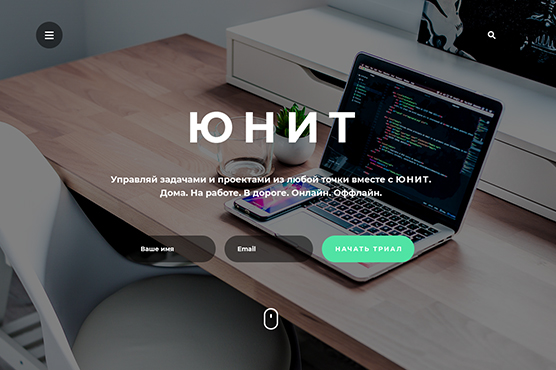 ЮНИТ
Управляй задачами и проектами из любой точки вместе с ЮНИТ.
Дома. На работе. В дороге. Онлайн. Оффлайн.
Ваше имя
Email
НАЧАТЬ ТРИАЛ